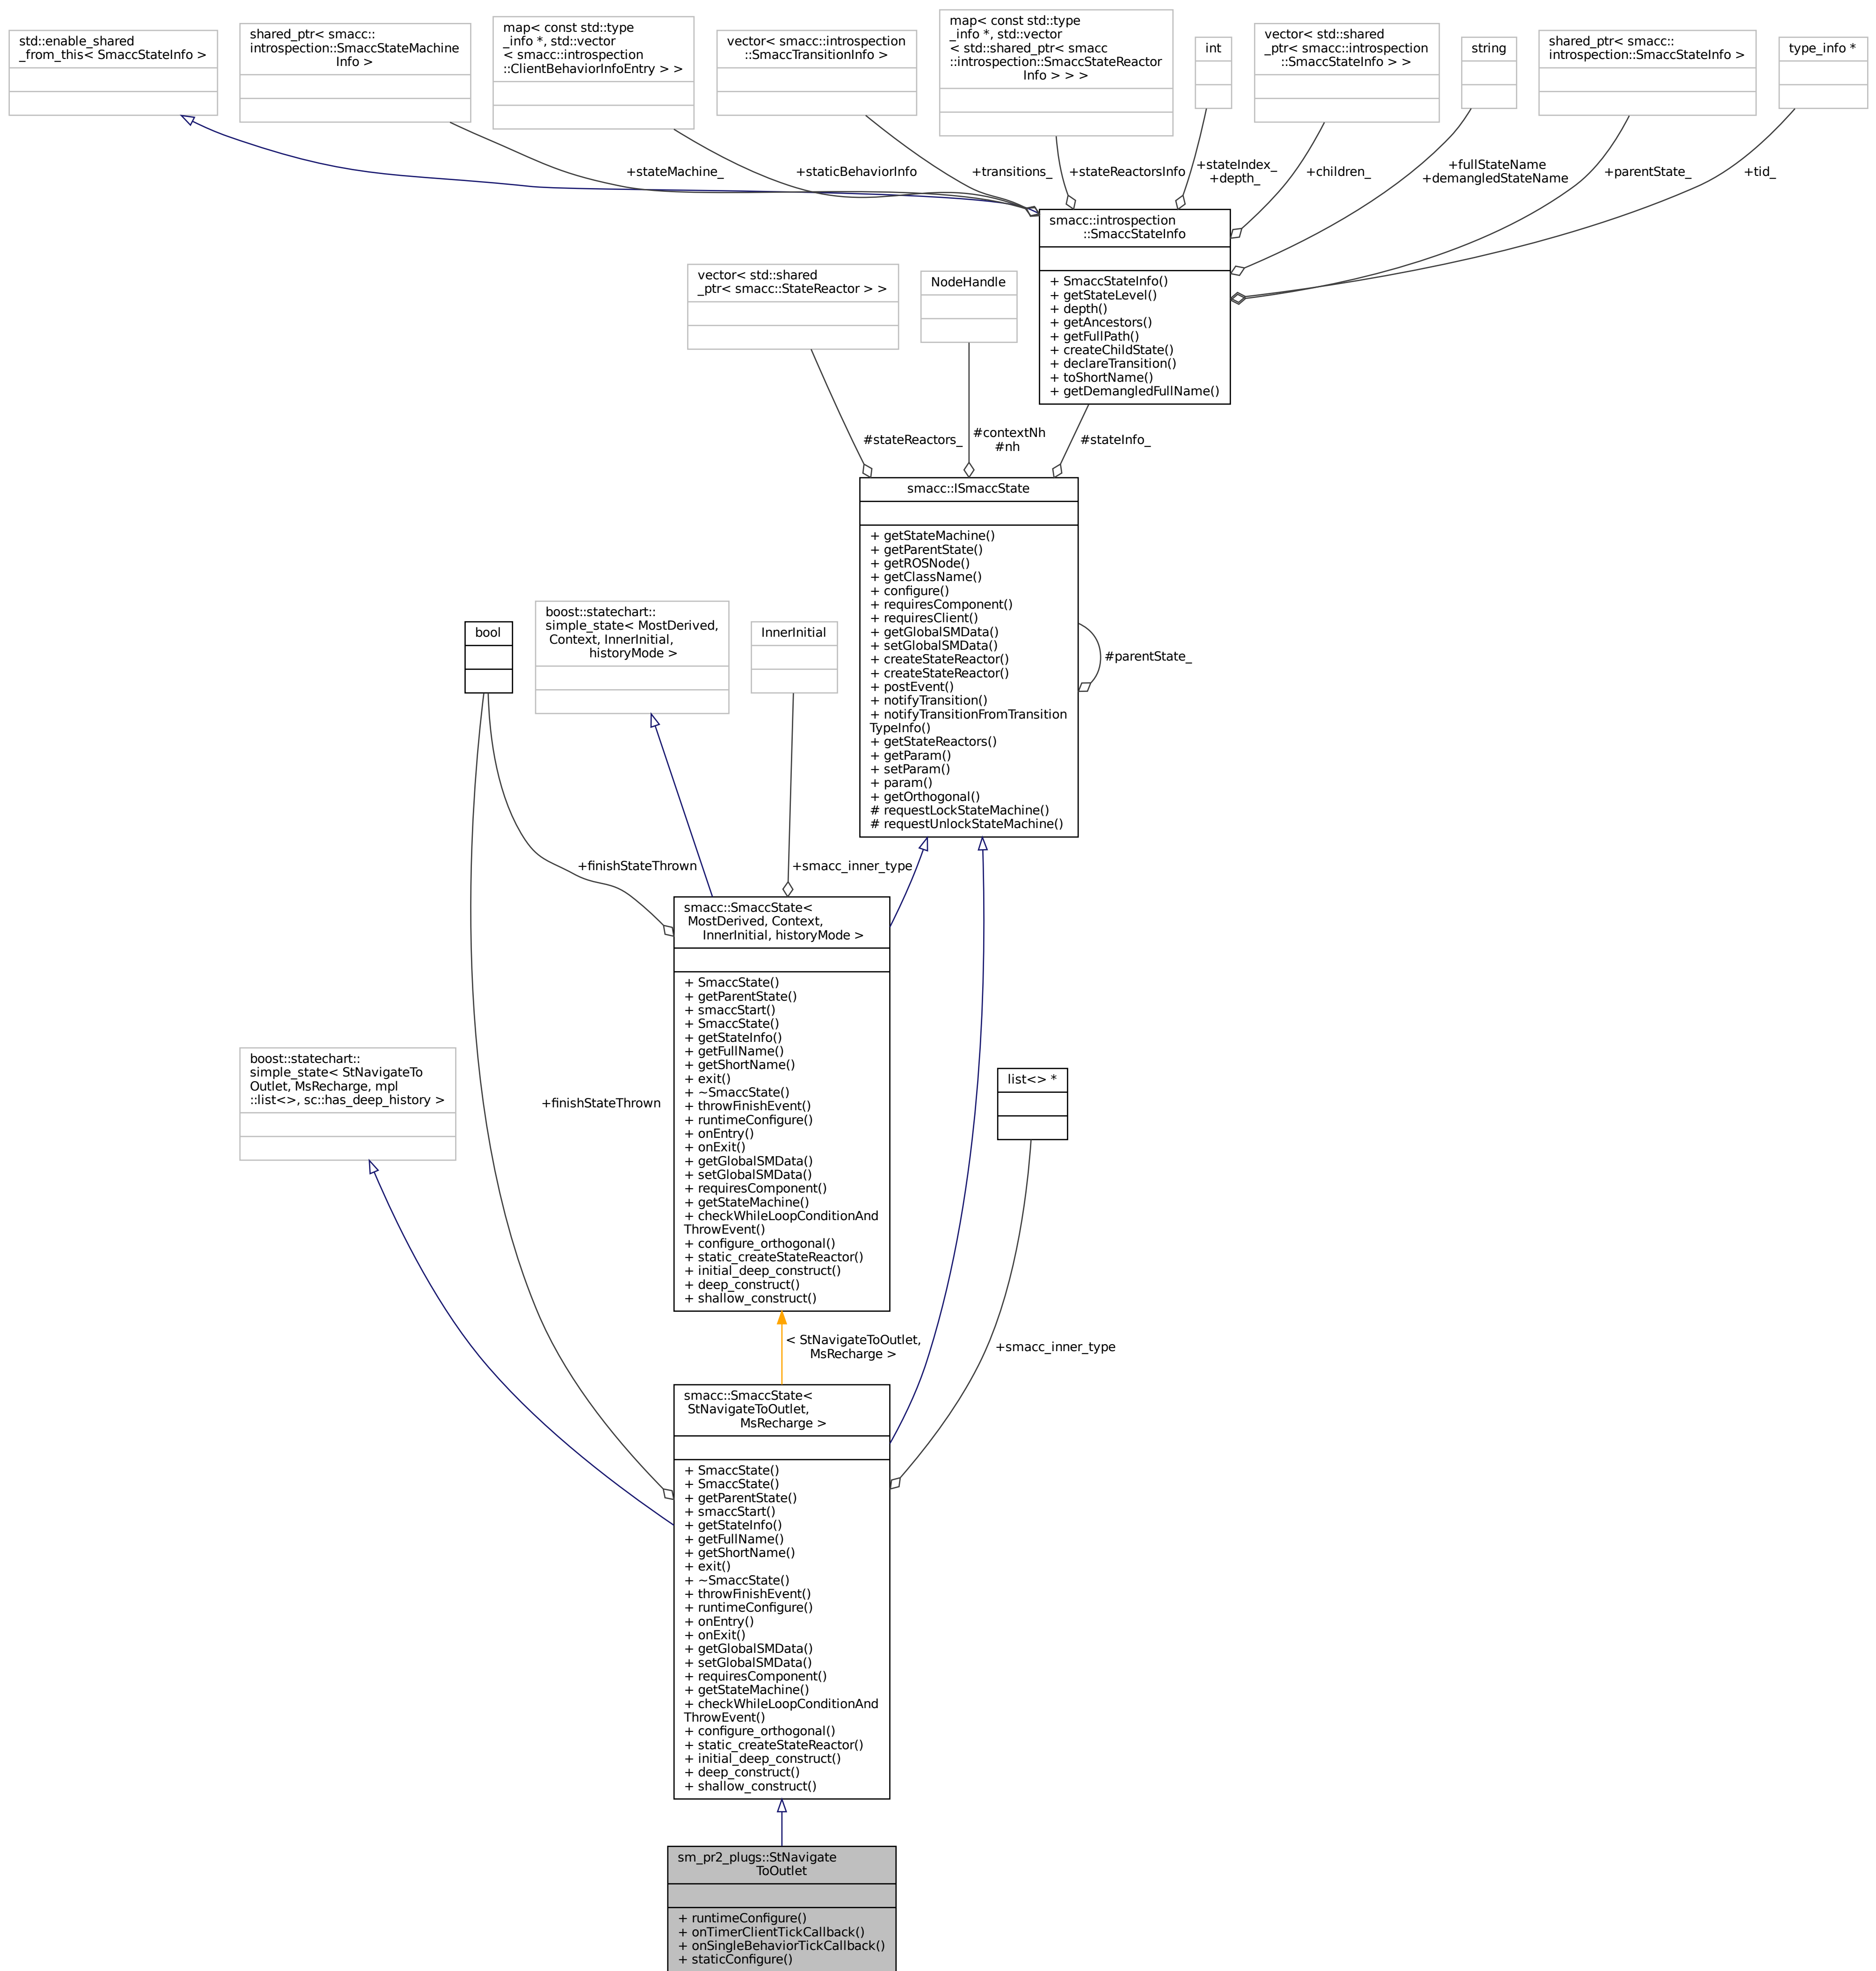 std::enable_shared
_from_this< SmaccStateInfo >
shared_ptr< smacc::
introspection::SmaccStateMachine
Info >
map< const std::type
_info *, std::vector
< smacc::introspection
::ClientBehaviorInfoEntry > >
vector< smacc::introspection
::SmaccTransitionInfo >
map< const std::type
_info *, std::vector
< std::shared_ptr< smacc
::introspection::SmaccStateReactor
Info > > >
int
vector< std::shared
_ptr< smacc::introspection
::SmaccStateInfo > >
string
shared_ptr< smacc::
introspection::SmaccStateInfo >
type_info *
+stateMachine_
+staticBehaviorInfo
+transitions_
+stateReactorsInfo
+stateIndex_
+depth_
+children_
+fullStateName
+demangledStateName
+parentState_
+tid_
smacc::introspection
::SmaccStateInfo
+ SmaccStateInfo()
+ getStateLevel()
+ depth()
+ getAncestors()
+ getFullPath()
+ createChildState()
+ declareTransition()
+ toShortName()
+ getDemangledFullName()
vector< std::shared
_ptr< smacc::StateReactor > >
NodeHandle
#stateReactors_
#contextNh
#nh
#stateInfo_
smacc::ISmaccState
+ getStateMachine()
+ getParentState()
+ getROSNode()
+ getClassName()
+ configure()
+ requiresComponent()
+ requiresClient()
+ getGlobalSMData()
+ setGlobalSMData()
+ createStateReactor()
+ createStateReactor()
+ postEvent()
+ notifyTransition()
+ notifyTransitionFromTransition
TypeInfo()
+ getStateReactors()
+ getParam()
+ setParam()
+ param()
+ getOrthogonal()
# requestLockStateMachine()
# requestUnlockStateMachine()
#parentState_
bool
boost::statechart::
simple_state< MostDerived,
Context, InnerInitial,
historyMode >
InnerInitial
+finishStateThrown
+smacc_inner_type
smacc::SmaccState<
MostDerived, Context,
InnerInitial, historyMode >
+ SmaccState()
+ getParentState()
+ smaccStart()
+ SmaccState()
+ getStateInfo()
+ getFullName()
+ getShortName()
+ exit()
+ ~SmaccState()
+ throwFinishEvent()
+ runtimeConfigure()
+ onEntry()
+ onExit()
+ getGlobalSMData()
+ setGlobalSMData()
+ requiresComponent()
+ getStateMachine()
+ checkWhileLoopConditionAnd
ThrowEvent()
+ configure_orthogonal()
+ static_createStateReactor()
+ initial_deep_construct()
+ deep_construct()
+ shallow_construct()
boost::statechart::
simple_state< StNavigateTo
Outlet, MsRecharge, mpl
::list<>, sc::has_deep_history >
+finishStateThrown
list<> *
< StNavigateToOutlet,
MsRecharge >
+smacc_inner_type
smacc::SmaccState<
StNavigateToOutlet,
MsRecharge >
+ SmaccState()
+ SmaccState()
+ getParentState()
+ smaccStart()
+ getStateInfo()
+ getFullName()
+ getShortName()
+ exit()
+ ~SmaccState()
+ throwFinishEvent()
+ runtimeConfigure()
+ onEntry()
+ onExit()
+ getGlobalSMData()
+ setGlobalSMData()
+ requiresComponent()
+ getStateMachine()
+ checkWhileLoopConditionAnd
ThrowEvent()
+ configure_orthogonal()
+ static_createStateReactor()
+ initial_deep_construct()
+ deep_construct()
+ shallow_construct()
sm_pr2_plugs::StNavigate
ToOutlet
+ runtimeConfigure()
+ onTimerClientTickCallback()
+ onSingleBehaviorTickCallback()
+ staticConfigure()